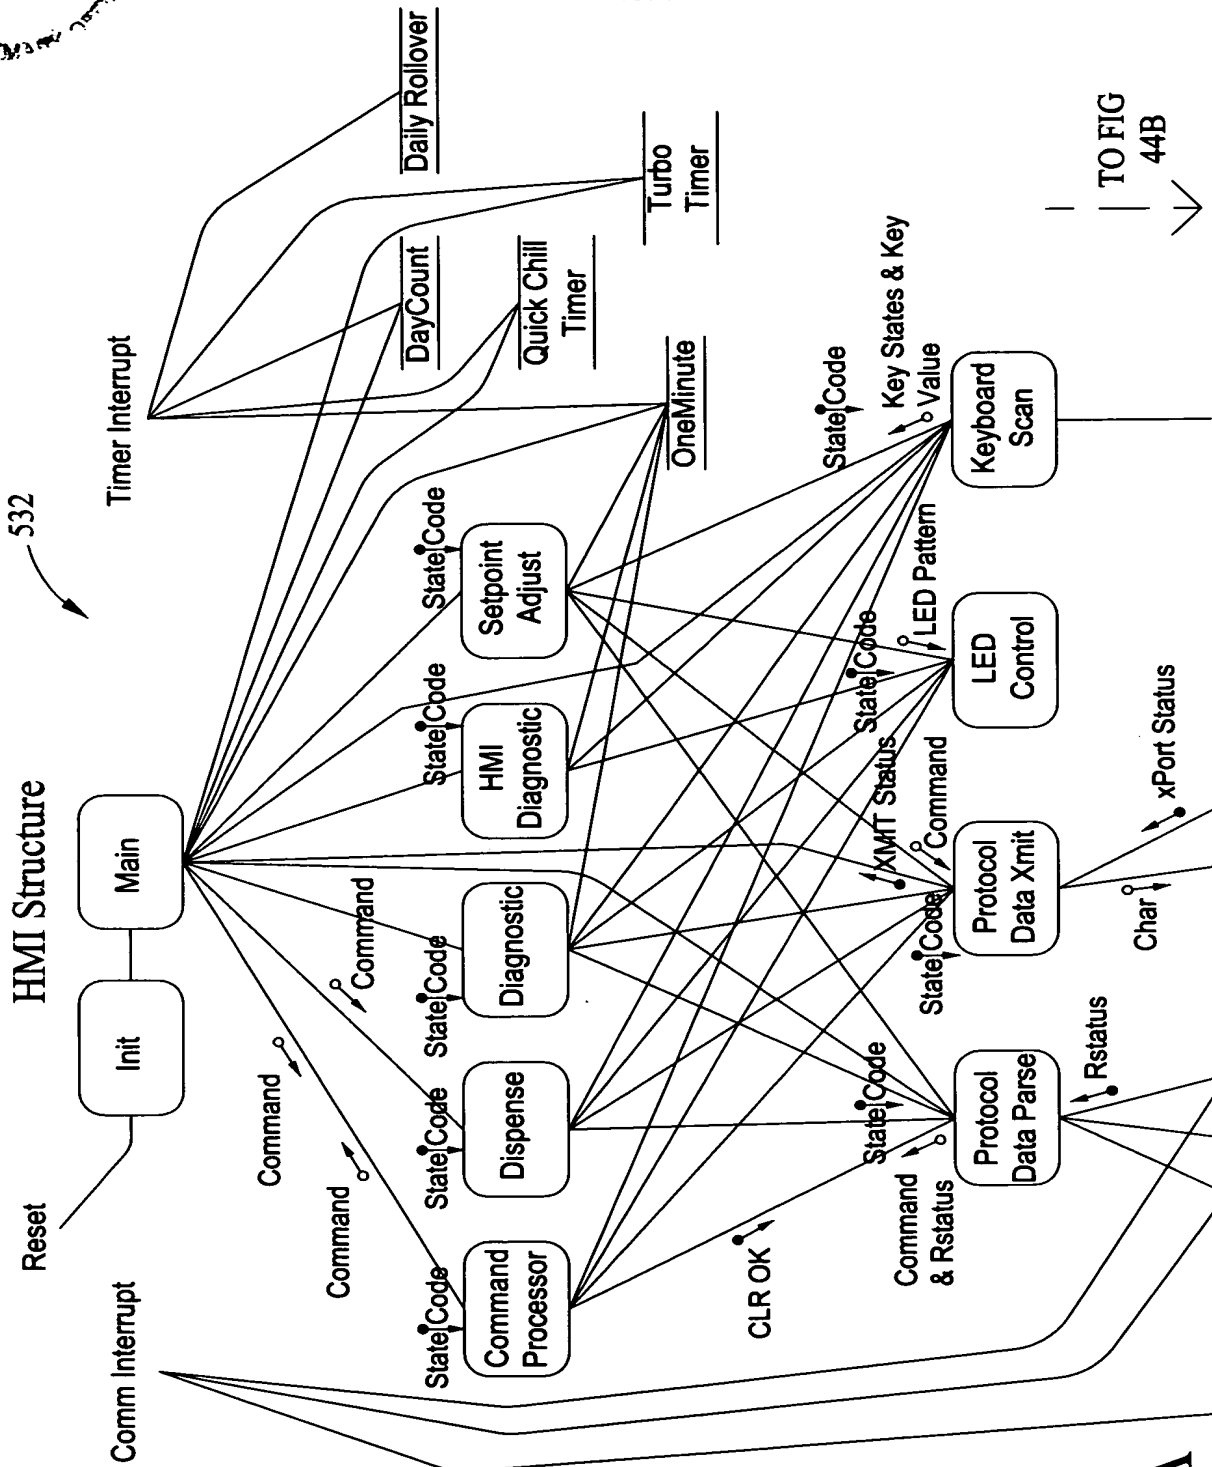 HMI Structure
532
Reset
Init
Main
Comm Interrupt
Timer Interrupt
Command
Command
Command
Daily Rollover
DayCount
Quick Chill
Timer
Turbo
Timer
OneMinute
State Code
Command
Processor
State Code
Dispense
State Code
Diagnostic
State Code
HMI
Diagnostic
State Code
Setpoint
Adjust
CLR OK
Command
& Rstatus
State Code
Protocol
Data Parse
Rstatus
State Code
XMIT Status
Command
Protocol
Data Xmit
Char
xPort Status
State Code
LED Pattern
LED
Control
State Code
Key States & Key
Value
Keyboard
Scan
TO FIG
44B